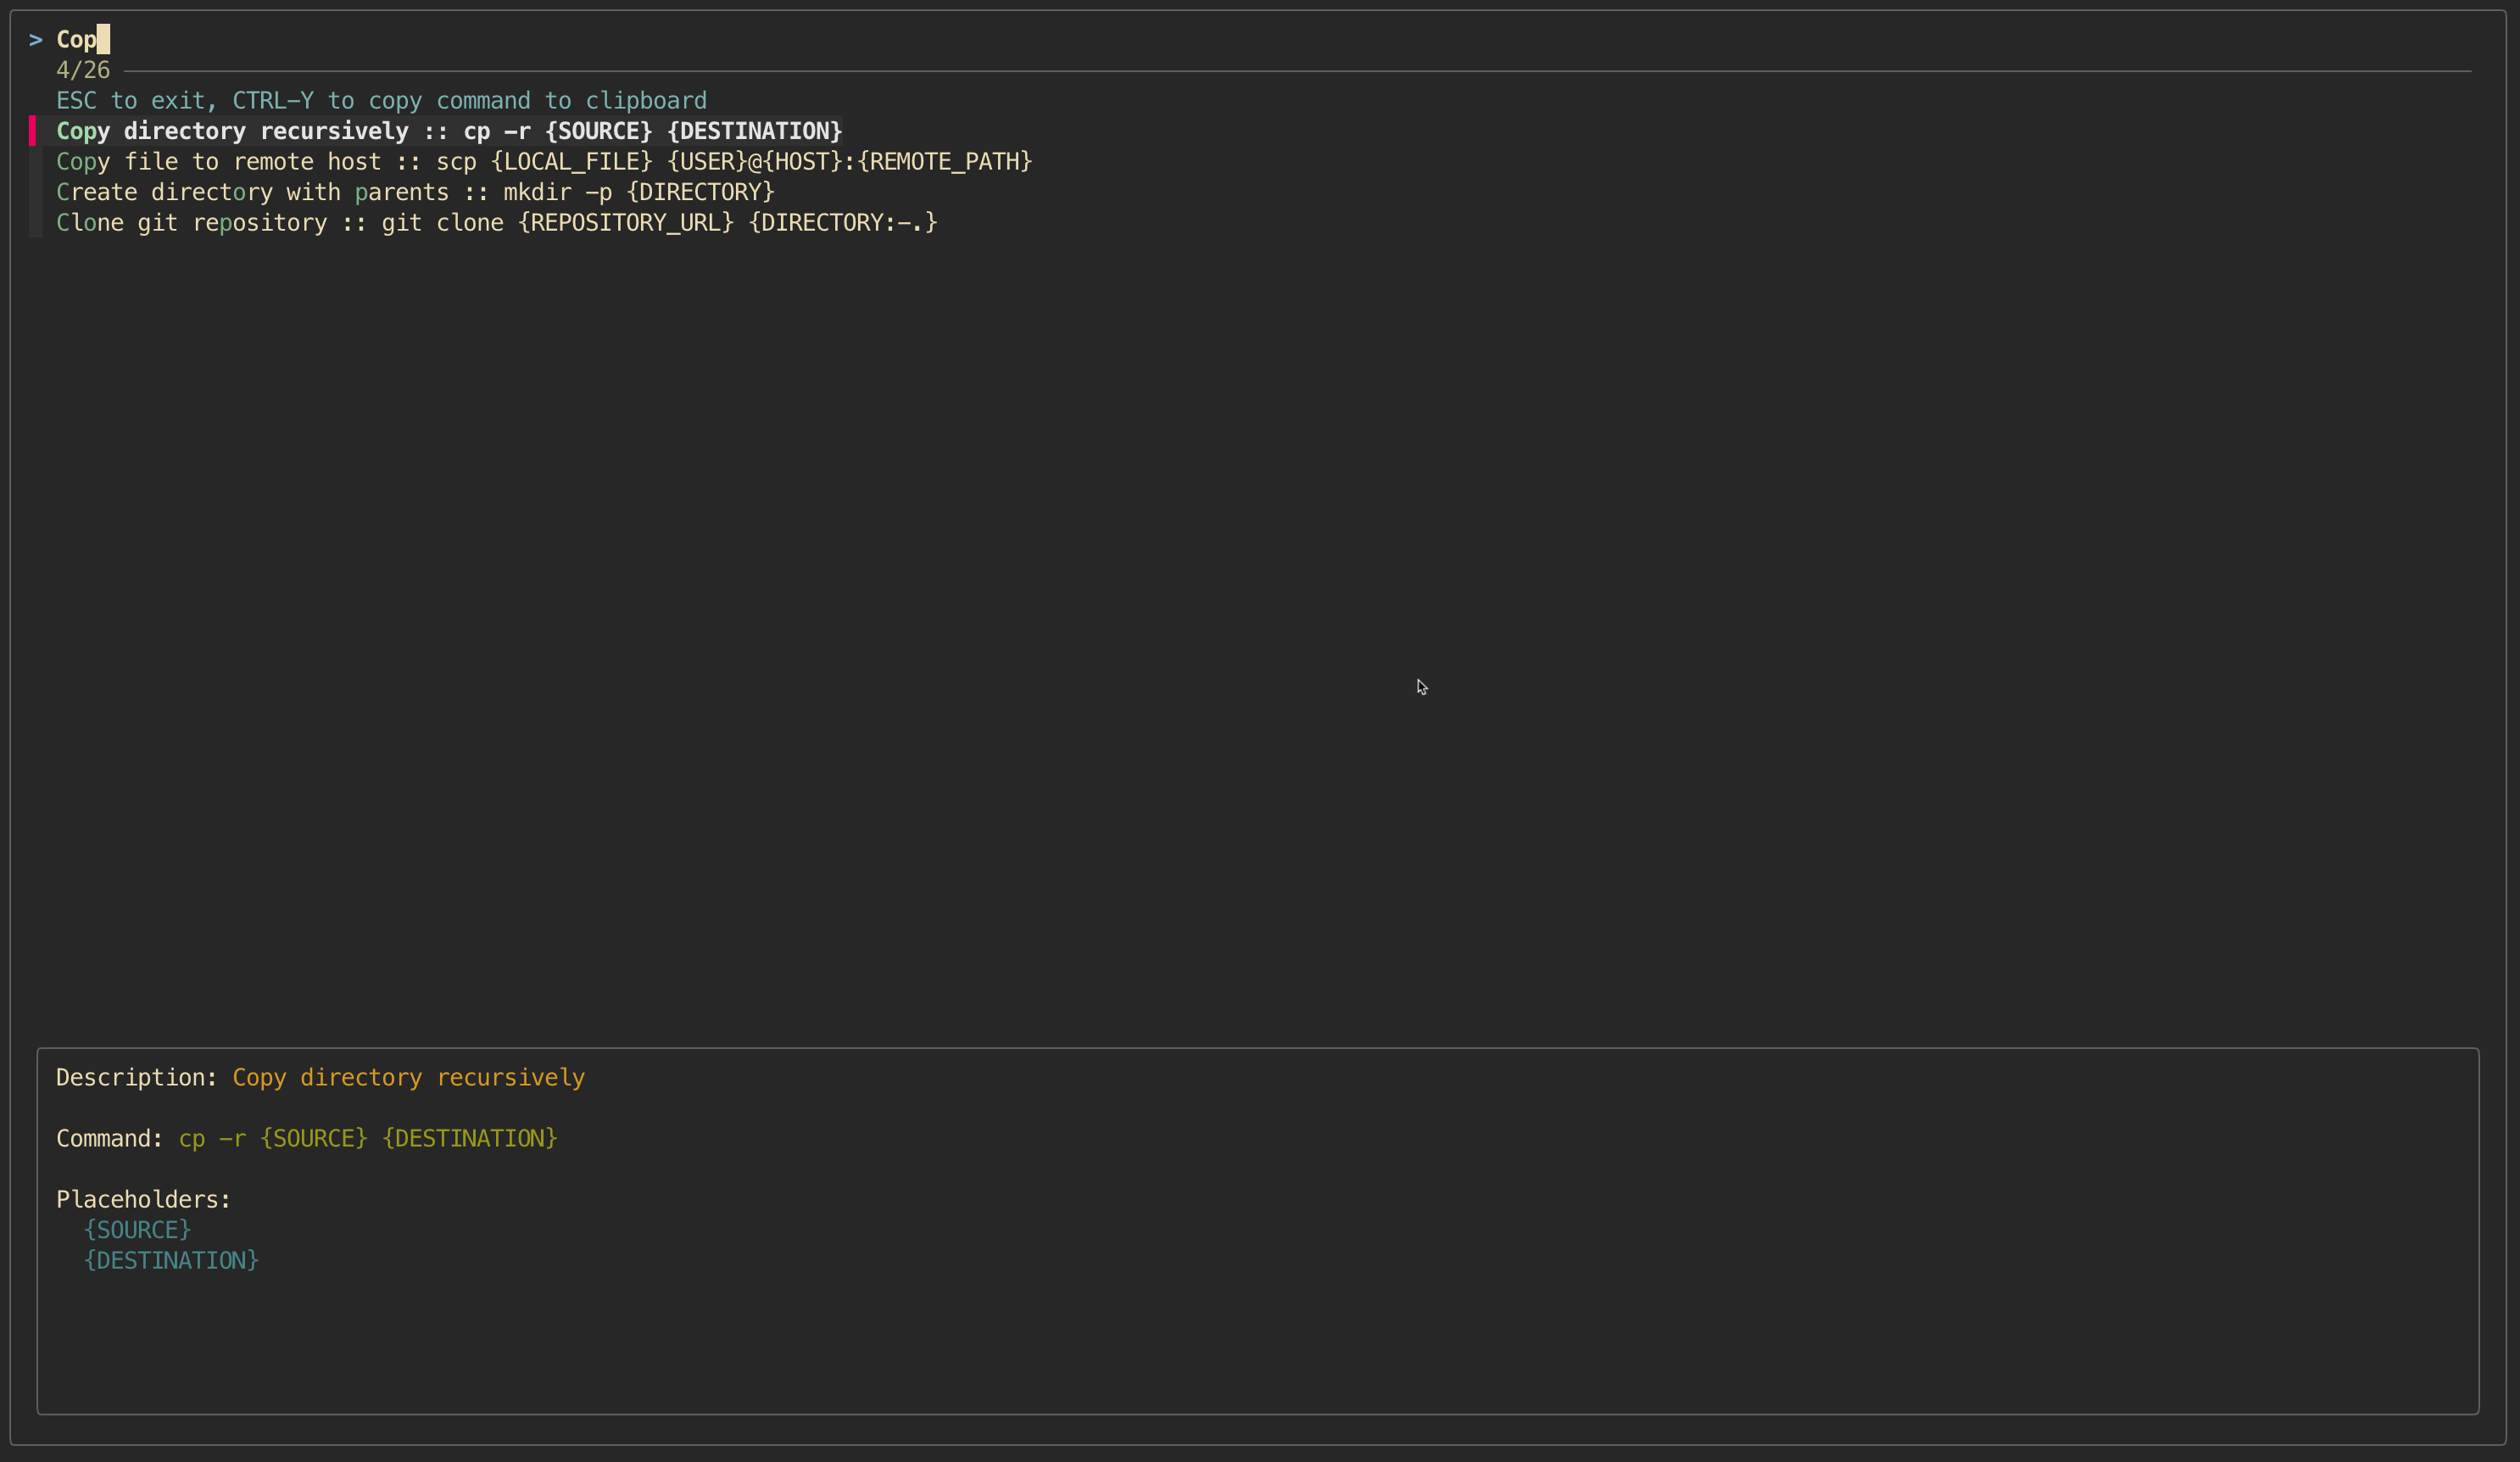 > Cop
4/26
ESC to exit, CTRL-Y to copy command to clipboard
Copy directory recursively :: cp -r {SOURCE} {DESTINATION}
Copy file to remote host :: scp {LOCAL_FILE} {USER}@{HOST}:{REMOTE_PATH}
Create directory with parents :: mkdir -p {DIRECTORY}
Clone git repository :: git clone {REPOSITORY_URL} {DIRECTORY:-.}
Description: Copy directory recursively
Command: cp -r {SOURCE} {DESTINATION}
Placeholders:
{SOURCE}
{DESTINATION}